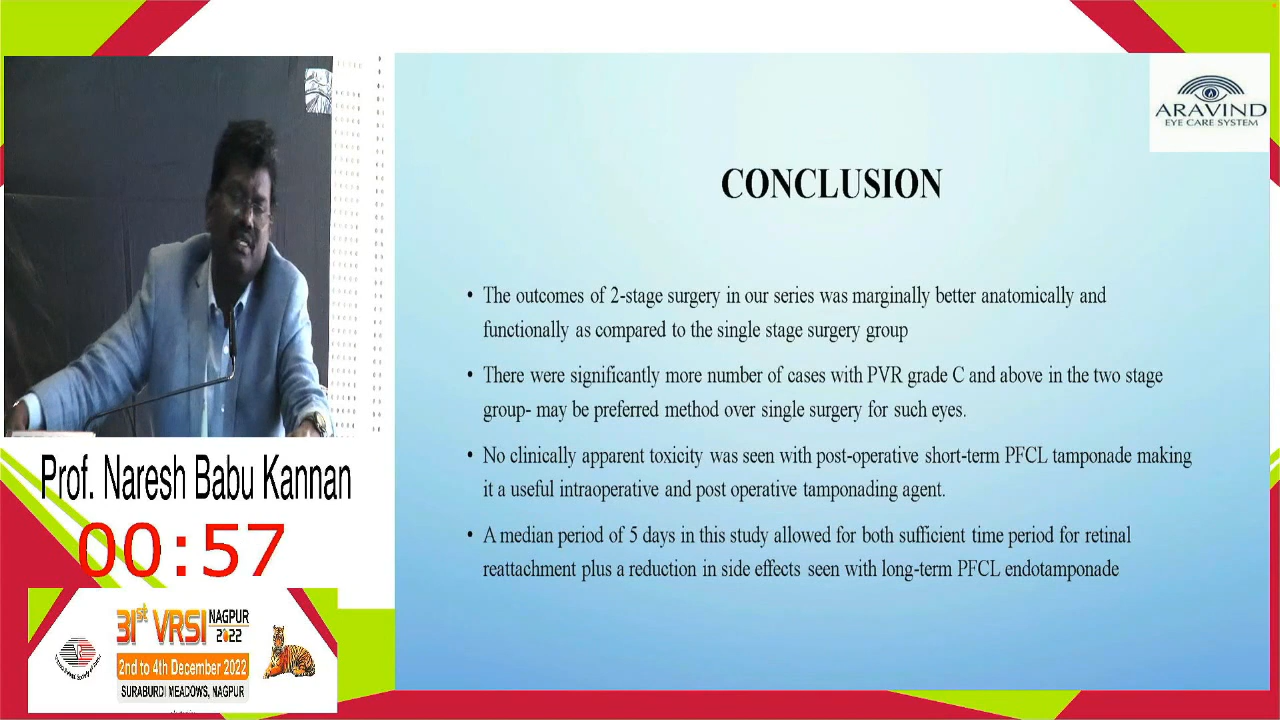 ARAVIND
EYE CARE SYSTEM
CONCLUSION
• The outcomes of 2-stage surgery in our series was marginally better anatomically and
functionally as compared to the single stage surgery group
• There were significantly more number of cases with PVR grade C and above in the two stage
group- may be preferred method over single surgery for such eyes.
• No clinically apparent toxicity was seen with post-operative short-term PFCL tamponade making
it a useful intraoperative and post operative tamponading agent.
• A median period of 5 days in this study allowed for both sufficient time period for retinal
reattachment plus a reduction in side effects seen with long-term PFCL endotamponade
Prof. Naresh Babu Kannan
00:57
31st VRSI NAGPUR
2022
2nd to 4th December 2022
SURABURDI MEADOWS, NAGPUR